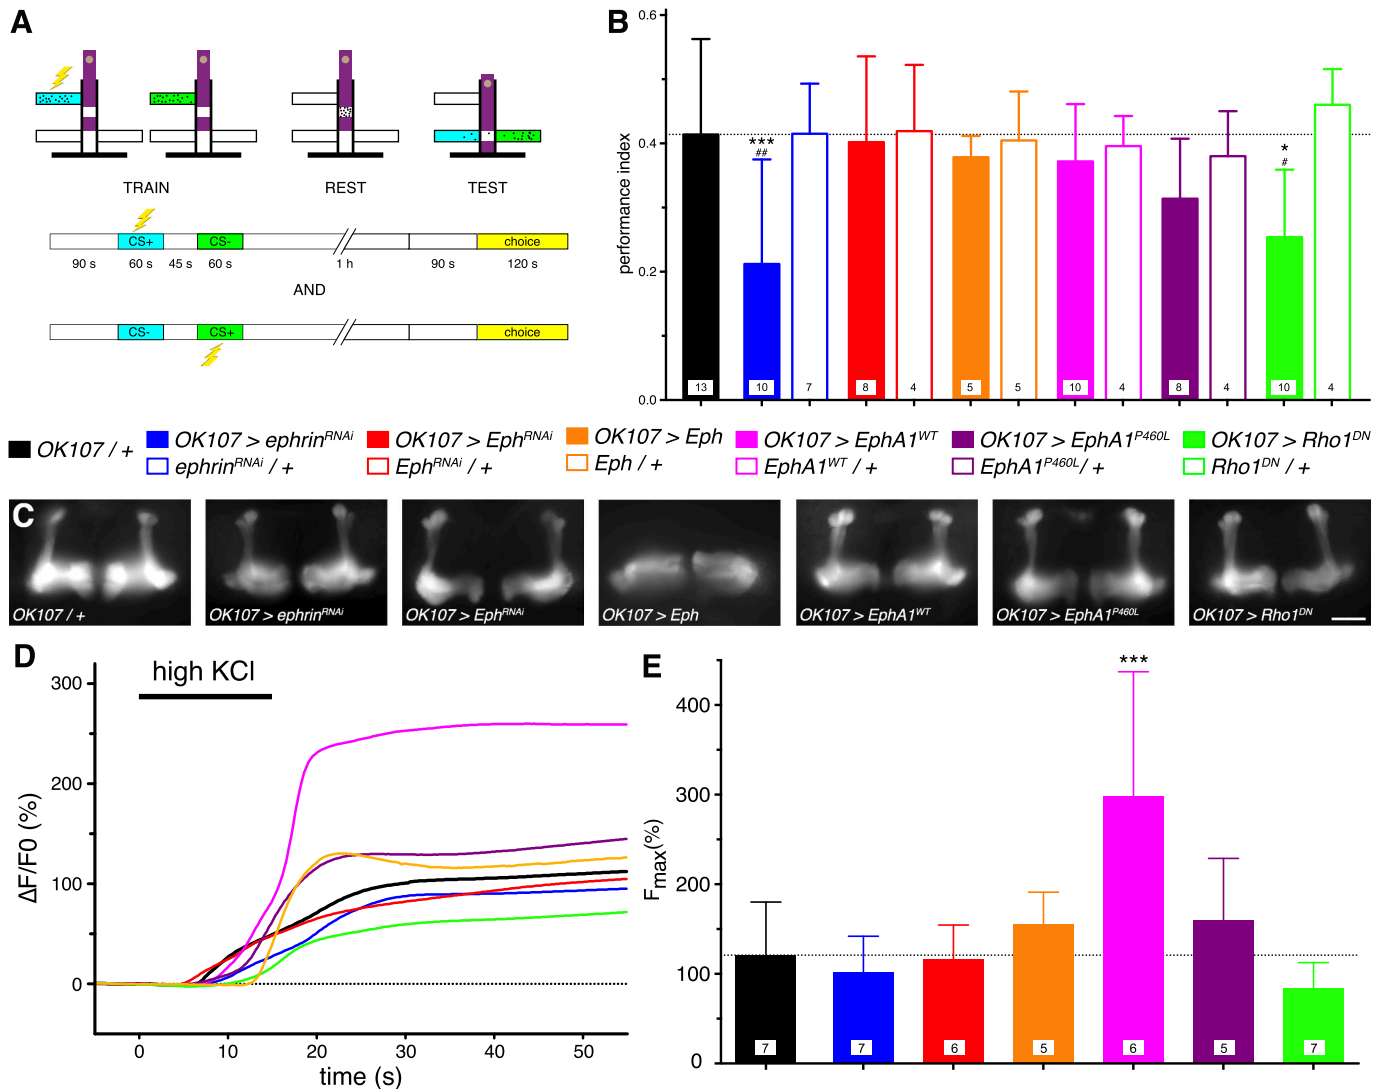 A
TRAIN REST TEST
CS+ CS- choice
90 s 60 s 45 s 60 s 1 h 90 s 120 s
AND
CS- CS+ choice
B
performance index
0.6
0.4
0.2
0.0
***
##
*
#
13 10 7 8 4 5 5 10 4 8 4 10 4
OK107 / +
OK107 > ephrinRNAi
ephrinRNAi / +
OK107 > EphRNAi
EphRNAi / +
OK107 > Eph
Eph / +
OK107 > EphA1WT
EphA1WT / +
OK107 > EphA1P460L
EphA1P460L / +
OK107 > Rho1DN
Rho1DN / +
C
OK107 / +
OK107 > ephrinRNAi
OK107 > EphRNAi
OK107 > Eph
OK107 > EphA1WT
OK107 > EphA1P460L
OK107 > Rho1DN
D
high KCl
ΔF/F0 (%)
300
200
100
0
0 10 20 30 40 50
time (s)
E
Fmax(%)
400
300
200
100
0
***
7 7 6 5 6 5 7